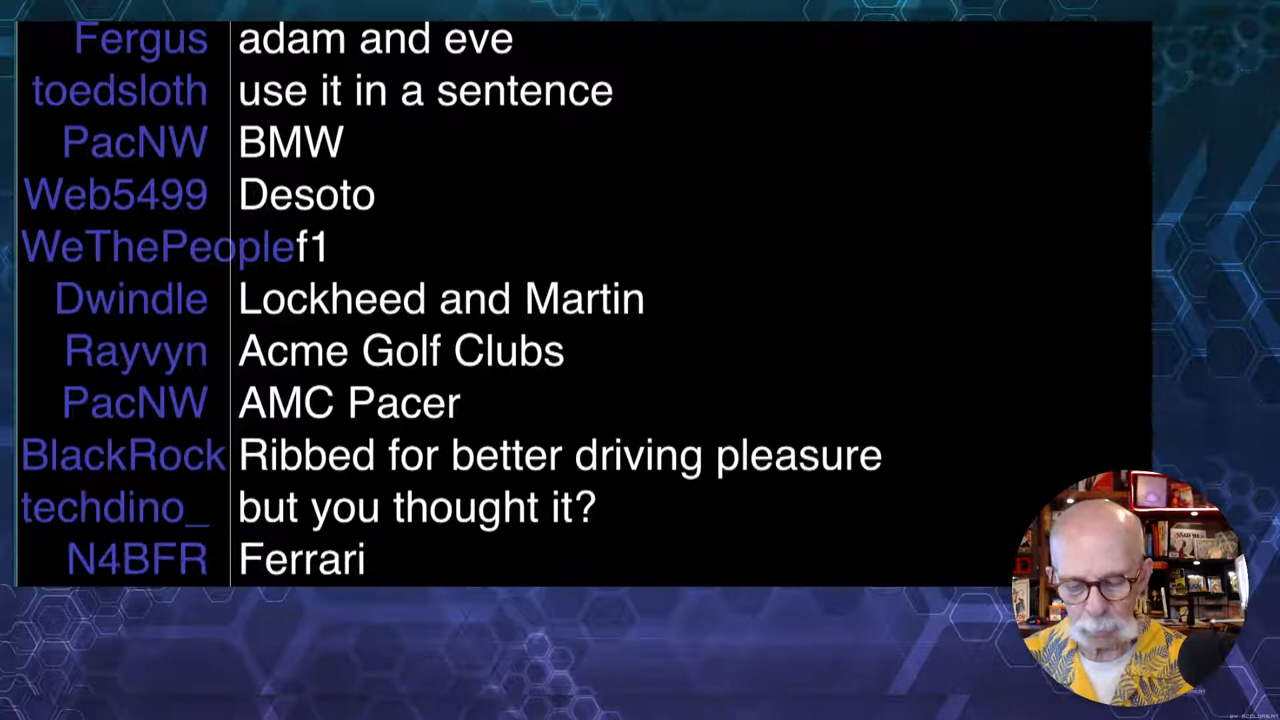 Fergus adam and eve
toedsloth use it in a sentence
PacNW BMW
Web5499 Desoto
WeThePeoplef1
Dwindle Lockheed and Martin
Rayvyn Acme Golf Clubs
PacNW AMC Pacer
BlackRock Ribbed for better driving pleasure
techdino_ but you thought it?
N4BFR Ferrari